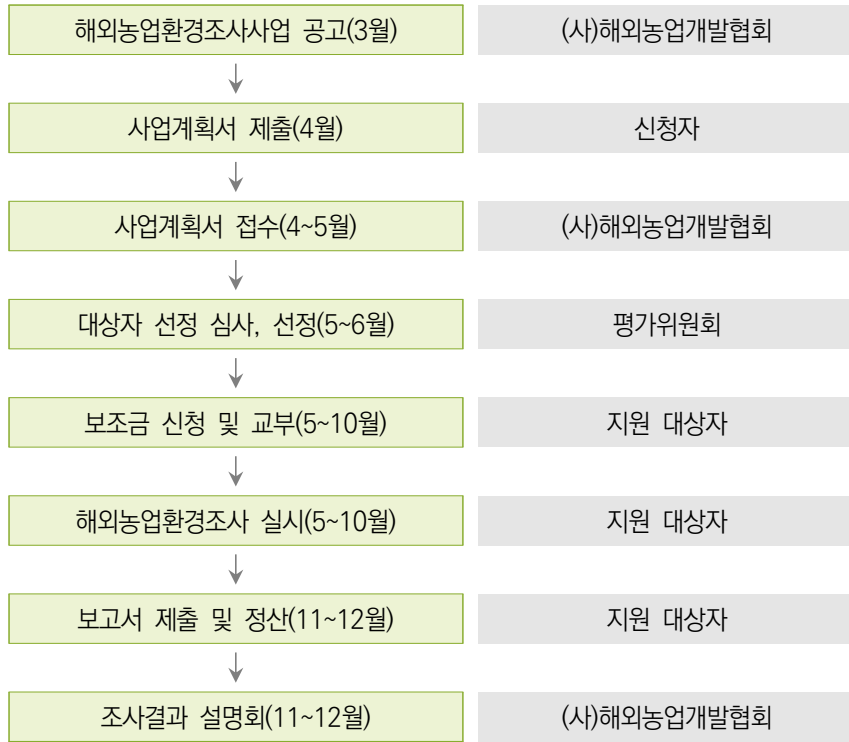 해외농업환경조사사업 공고(3월) (사)해외농업개발협회
사업계획서 제출(4월) 신청자
사업계획서 접수(4~5월) (사)해외농업개발협회
대상자 선정 심사, 선정(5~6월) 평가위원회
보조금 신청 및 교부(5~10월) 지원 대상자
해외농업환경조사 실시(5~10월) 지원 대상자
보고서 제출 및 정산(11~12월) 지원 대상자
조사결과 설명회(11~12월) (사)해외농업개발협회